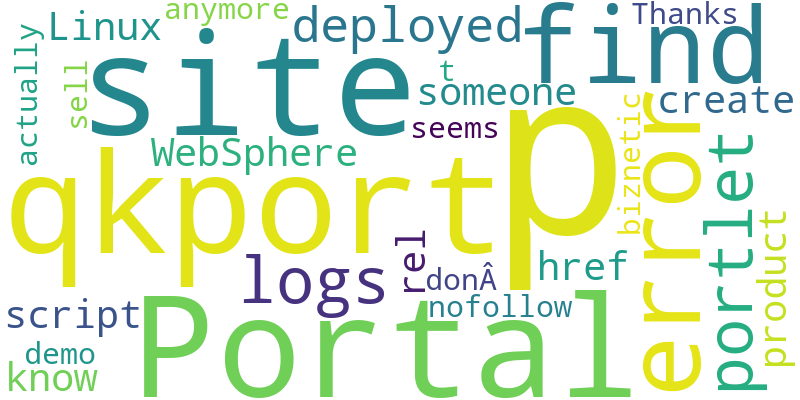 anymore
Thanks
Linux
deployed
find
actually
site
sell
t
someone
create
seems
p
error
biznetic
WebSphere
portlet
qkport
product
rel
logs
href
donÂ
nofollow
script
Portal
demo
know